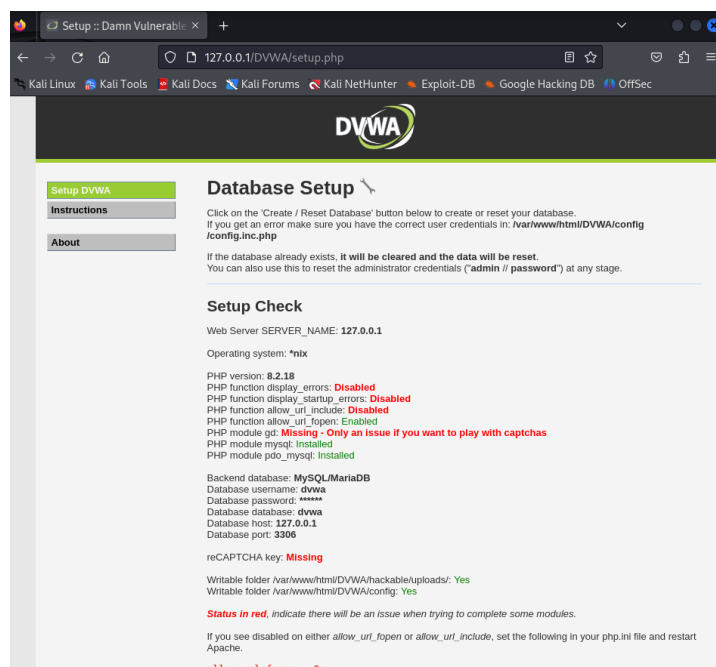 Setup :: Damn Vulnerable
127.0.0.1/DVWA/setup.php
Kali Linux Kali Tools Kali Docs Kali Forums Kali NetHunter Exploit-DB Google Hacking DB OffSec
DVWA
Setup DVWA
Instructions
About
Database Setup
Click on the 'Create / Reset Database' button below to create or reset your database.
If you get an error make sure you have the correct user credentials in: /var/www/html/DVWA/config
/config.inc.php
If the database already exists, it will be cleared and the data will be reset.
You can also use this to reset the administrator credentials ("admin // password") at any stage.
Setup Check
Web Server SERVER_NAME: 127.0.0.1
Operating system: *nix
PHP version: 8.2.18
PHP function display_errors: Disabled
PHP function display_startup_errors: Disabled
PHP function allow_url_include: Disabled
PHP function allow_url_fopen: Enabled
PHP module gd: Missing - Only an issue if you want to play with captchas
PHP module mysql: Installed
PHP module pdo_mysql: Installed
Backend database: MySQL/MariaDB
Database username: dvwa
Database password: ******
Database database: dvwa
Database host: 127.0.0.1
Database port: 3306
reCAPTCHA key: Missing
Writable folder /var/www/html/DVWA/hackable/uploads/: Yes
Writable folder /var/www/html/DVWA/config: Yes
Status in red, indicate there will be an issue when trying to complete some modules.
If you see disabled on either allow_url_fopen or allow_url_include, set the following in your php.ini file and restart
Apache.